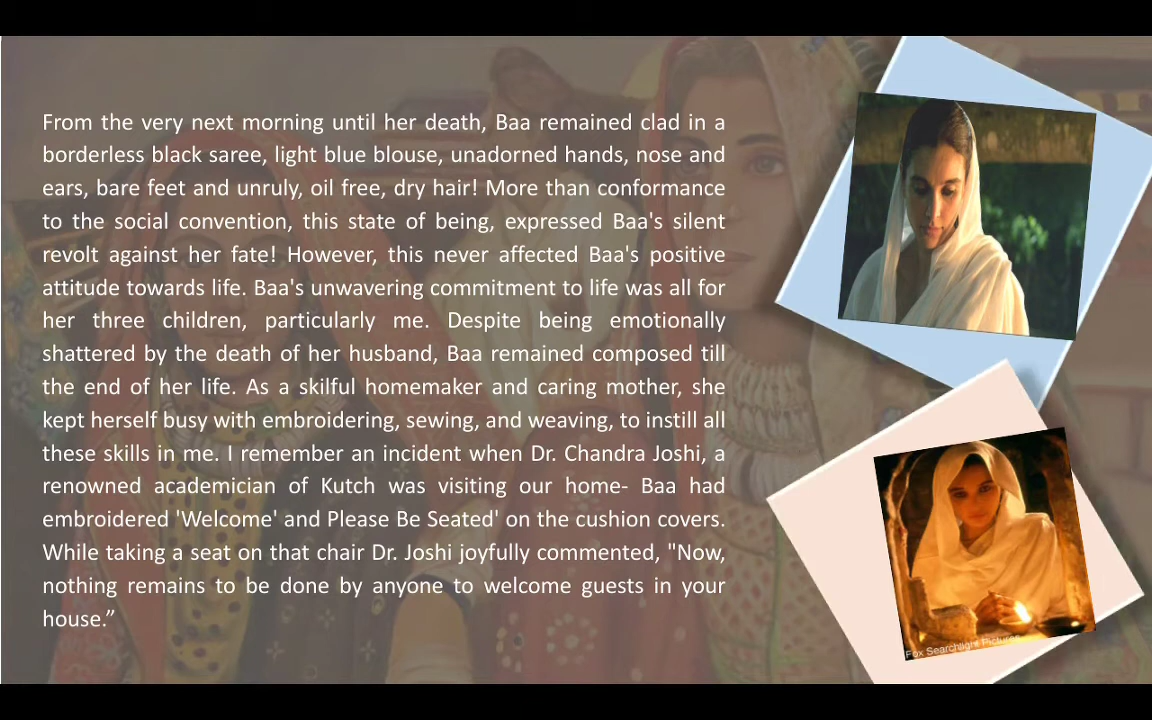 From the very next morning until her death, Baa remained clad in a
borderless black saree, light blue blouse, unadorned hands, nose and
ears, bare feet and unruly, oil free, dry hair! More than conformance
to the social convention, this state of being, expressed Baa's silent
revolt against her fate! However, this never affected Baa's positive
attitude towards life. Baa's unwavering commitment to life was all for
her three children, particularly me. Despite being emotionally
shattered by the death of her husband, Baa remained composed till
the end of her life. As a skilful homemaker and caring mother, she
kept herself busy with embroidering, sewing, and weaving, to instill all
these skills in me. I remember an incident when Dr. Chandra Joshi, a
renowned academician of Kutch was visiting our home- Baa had
embroidered 'Welcome' and Please Be Seated' on the cushion covers.
While taking a seat on that chair Dr. Joshi joyfully commented, "Now,
nothing remains to be done by anyone to welcome guests in your
house.”
Fox Searchlight Pictures